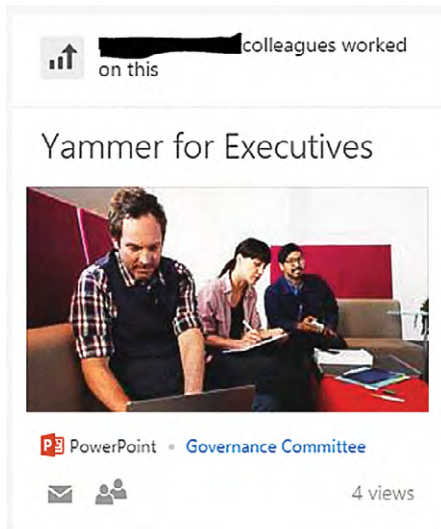 colleagues worked
on this
Yammer for Executives
PowerPoint • Governance Committee
4 views